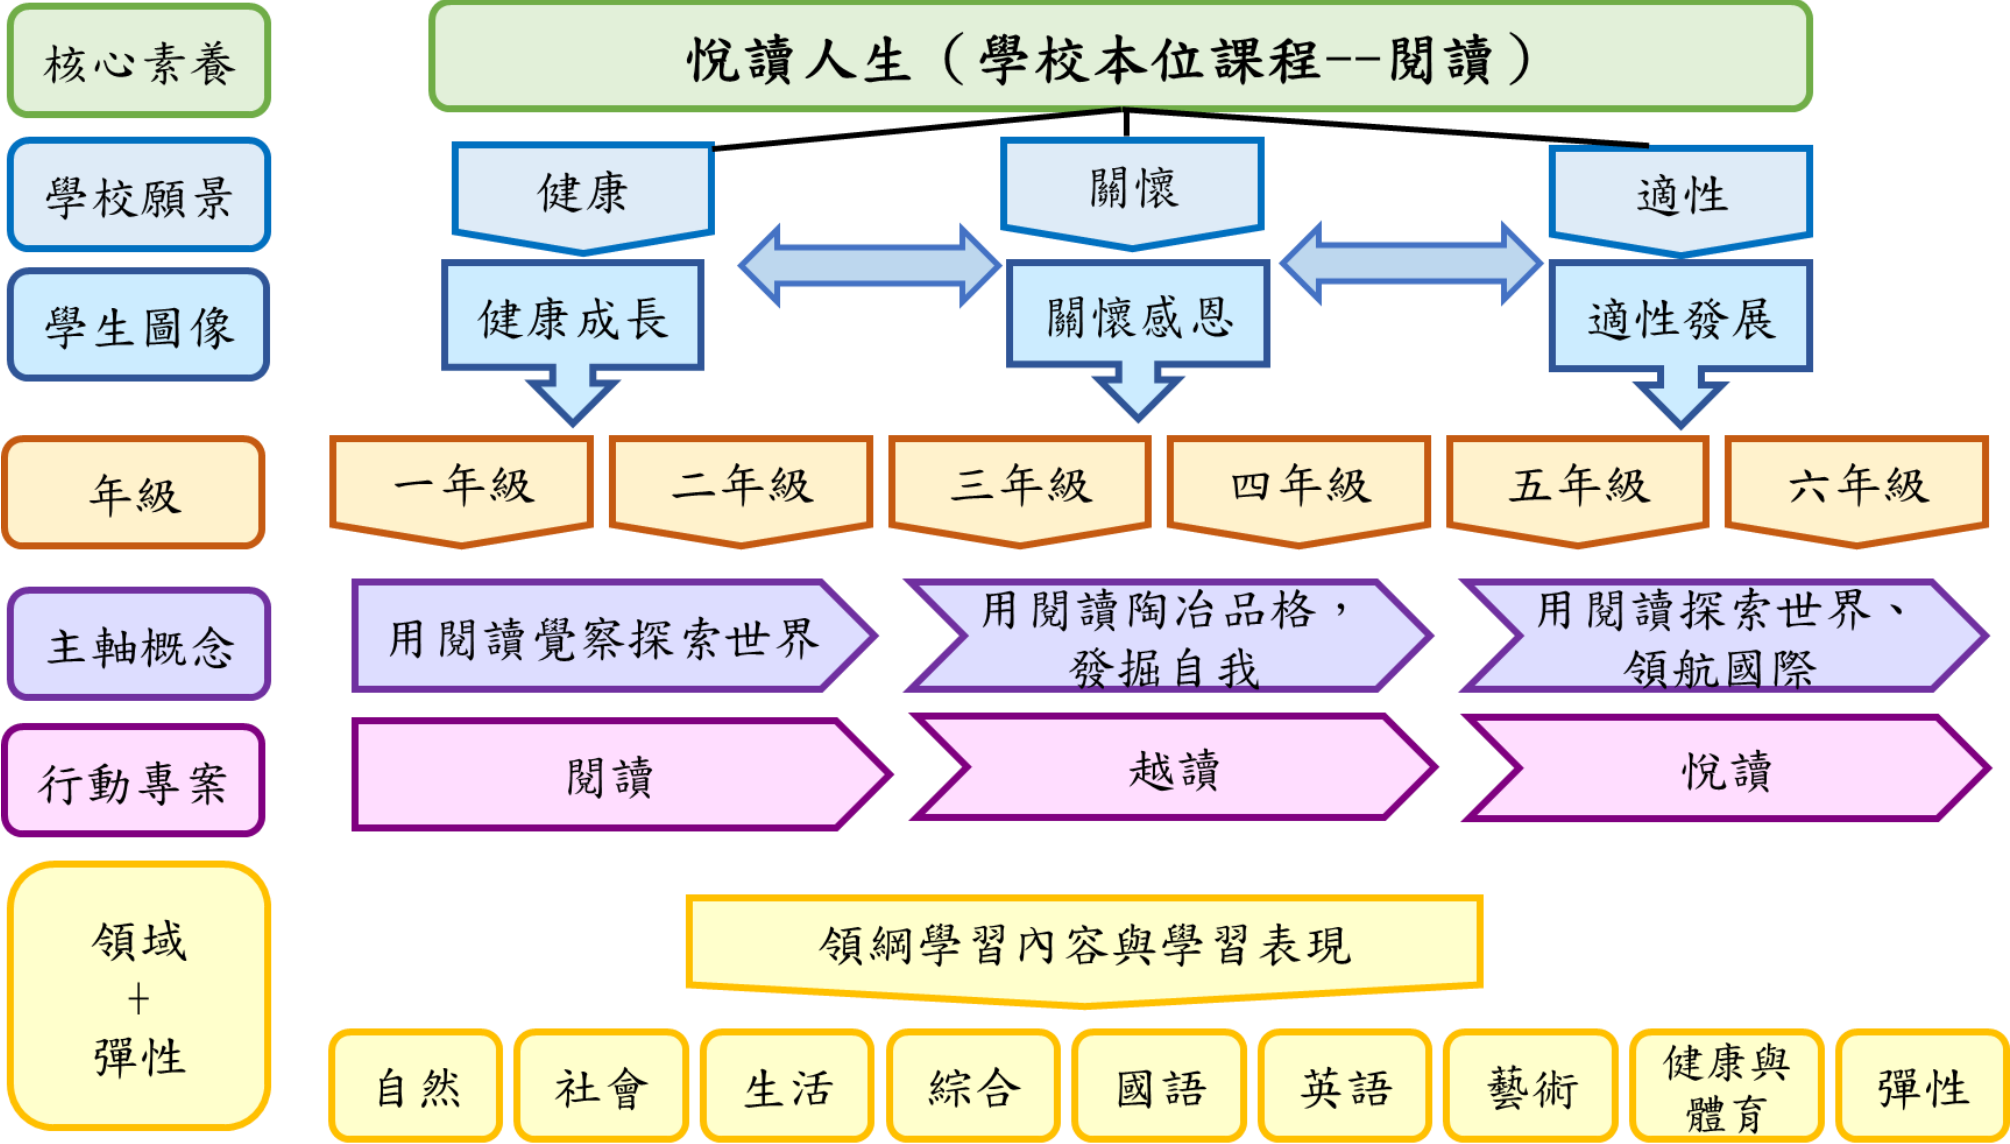 核心素養
悅讀人生（學校本位課程--閱讀）
學校願景
健康
關懷
適性
學生圖像
健康成長
關懷感恩
適性發展
年級
一年級
二年級
三年級
四年級
五年級
六年級
主軸概念
用閱讀覺察探索世界
用閱讀陶冶品格，
發掘自我
用閱讀探索世界、
領航國際
行動專案
閱讀
越讀
悅讀
領域
+
彈性
領綱學習內容與學習表現
自然
社會
生活
綜合
國語
英語
藝術
健康與
體育
彈性